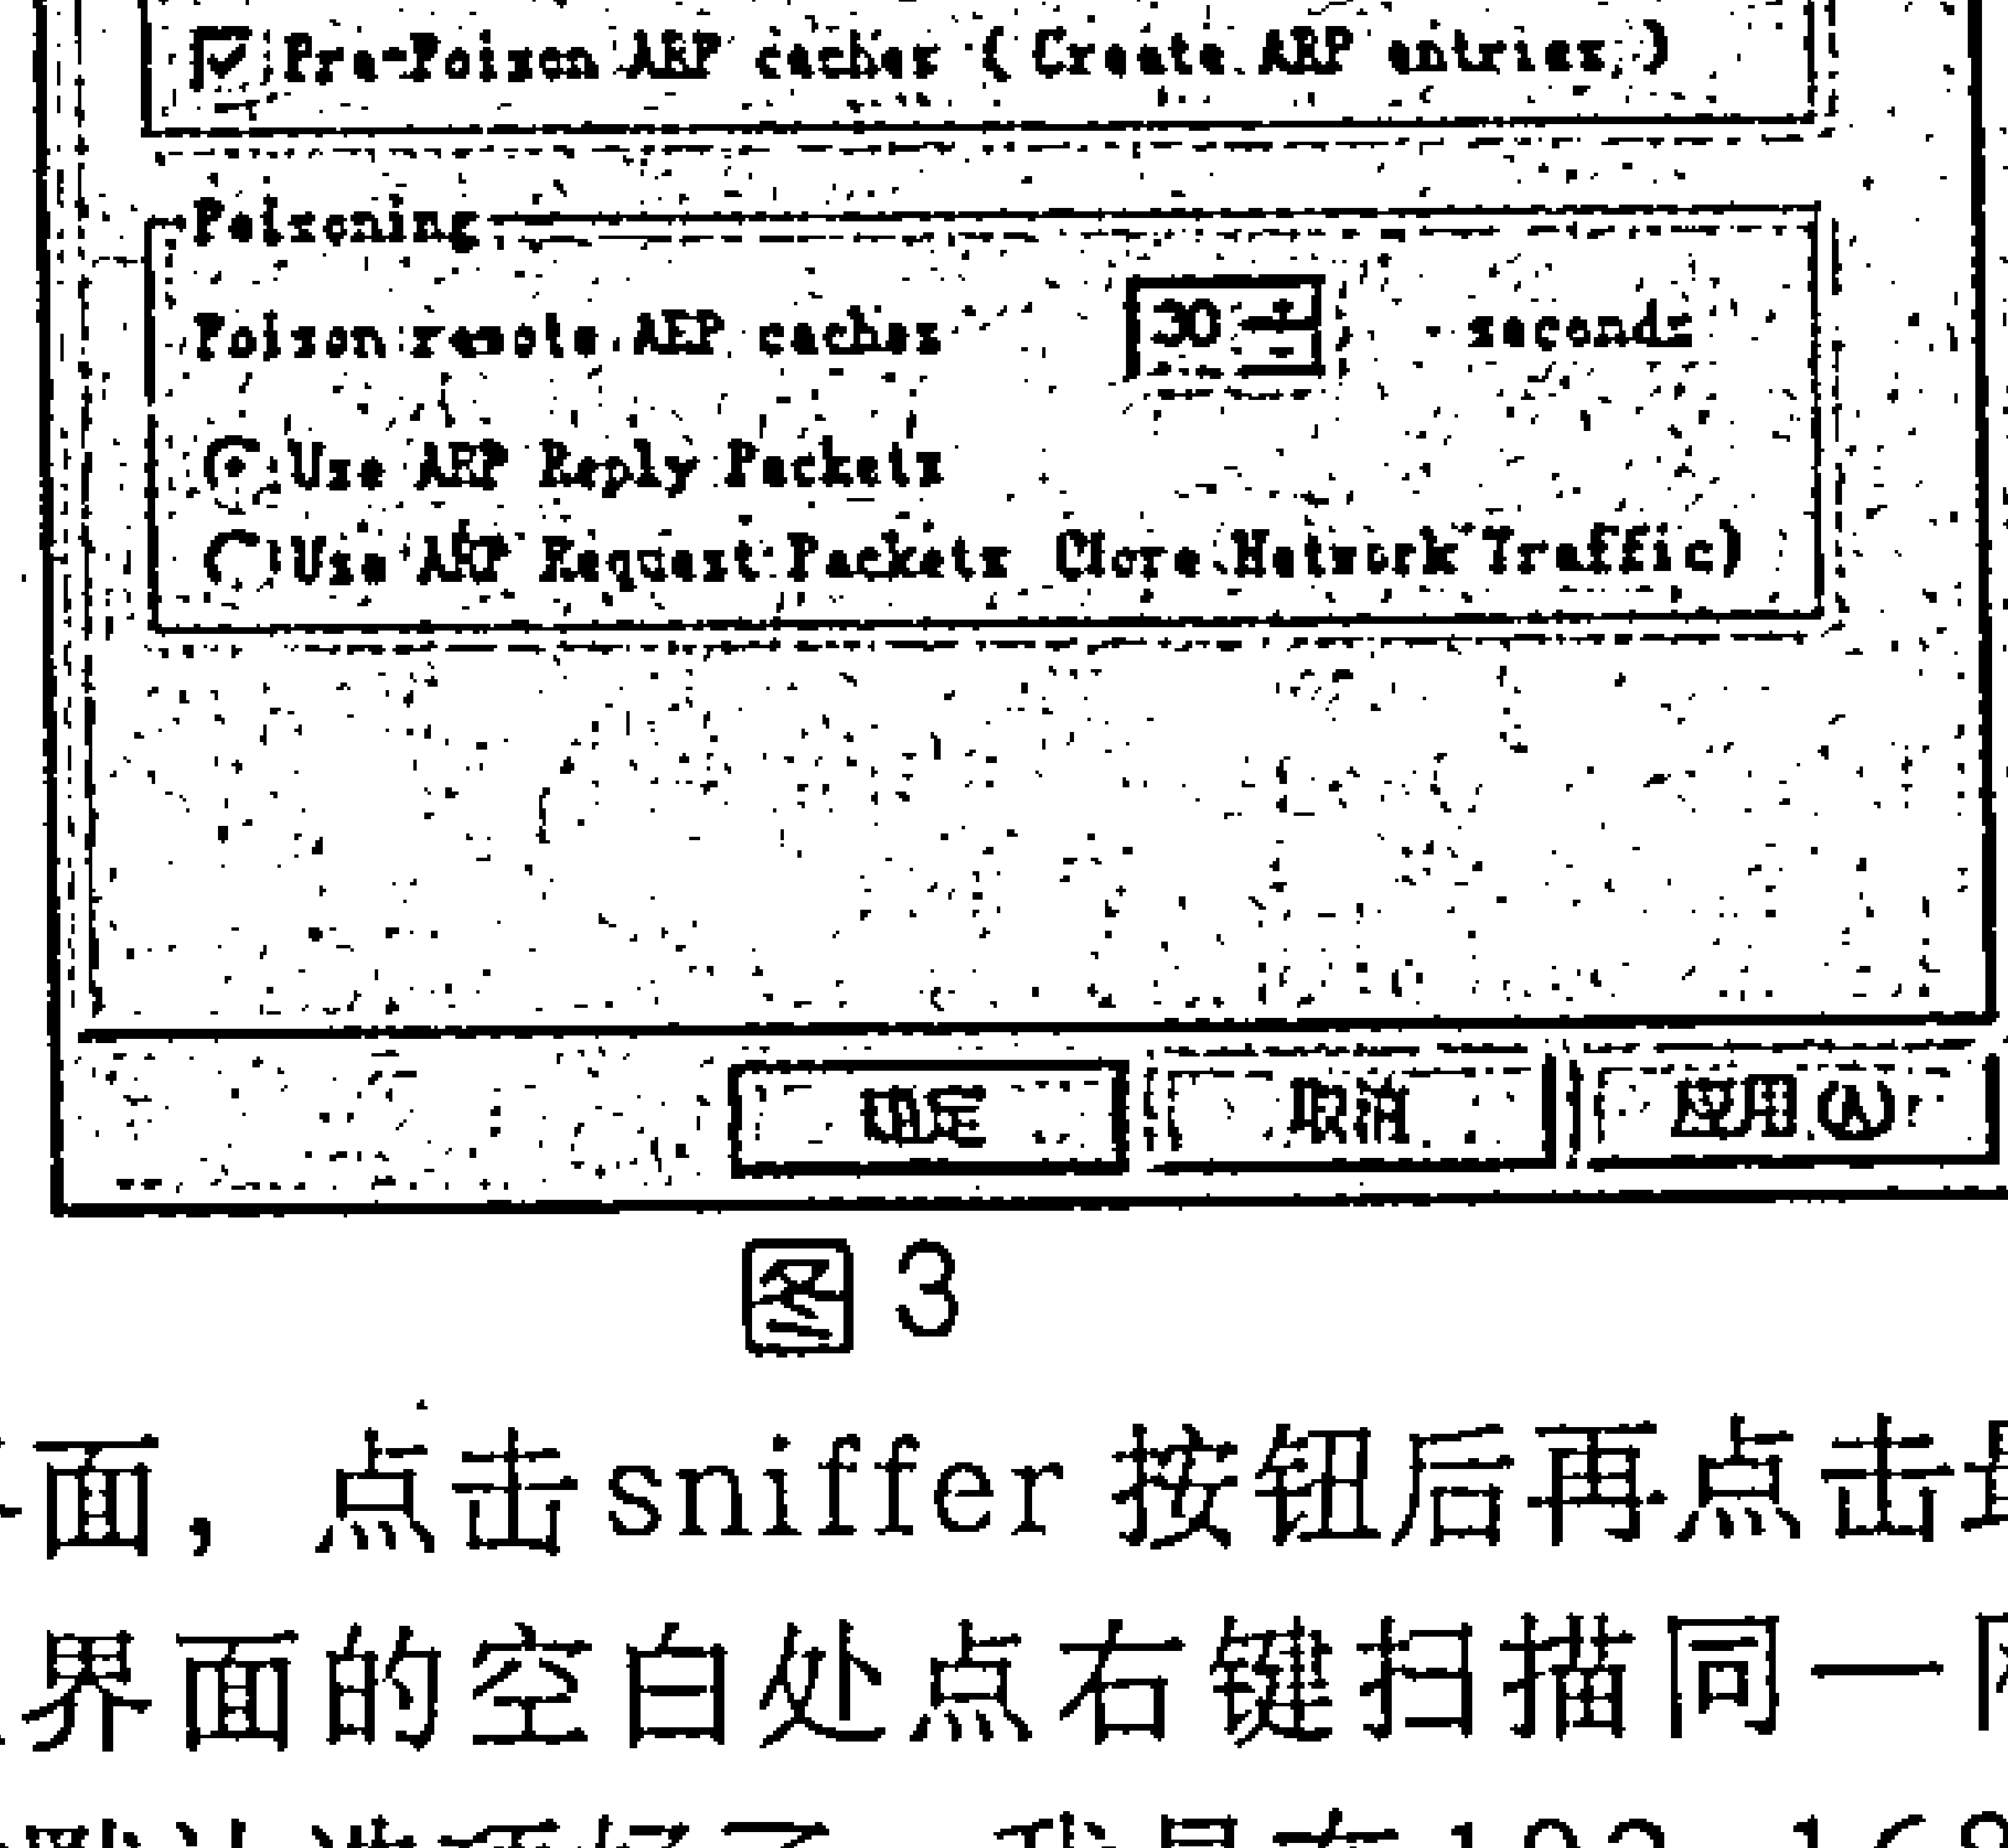 Pre-Poison ARP caches ( Create ARP entries )
Poisoning
Poison remote ARP caches 30 seconds
Use ARP Reply Packets
Use ARP Request Packets (More Network Traffic)
确定 取消 应用(A)
图 3
面，点击sniffer 按钮后再点击
界面的空白处点右键扫描同一
192.168